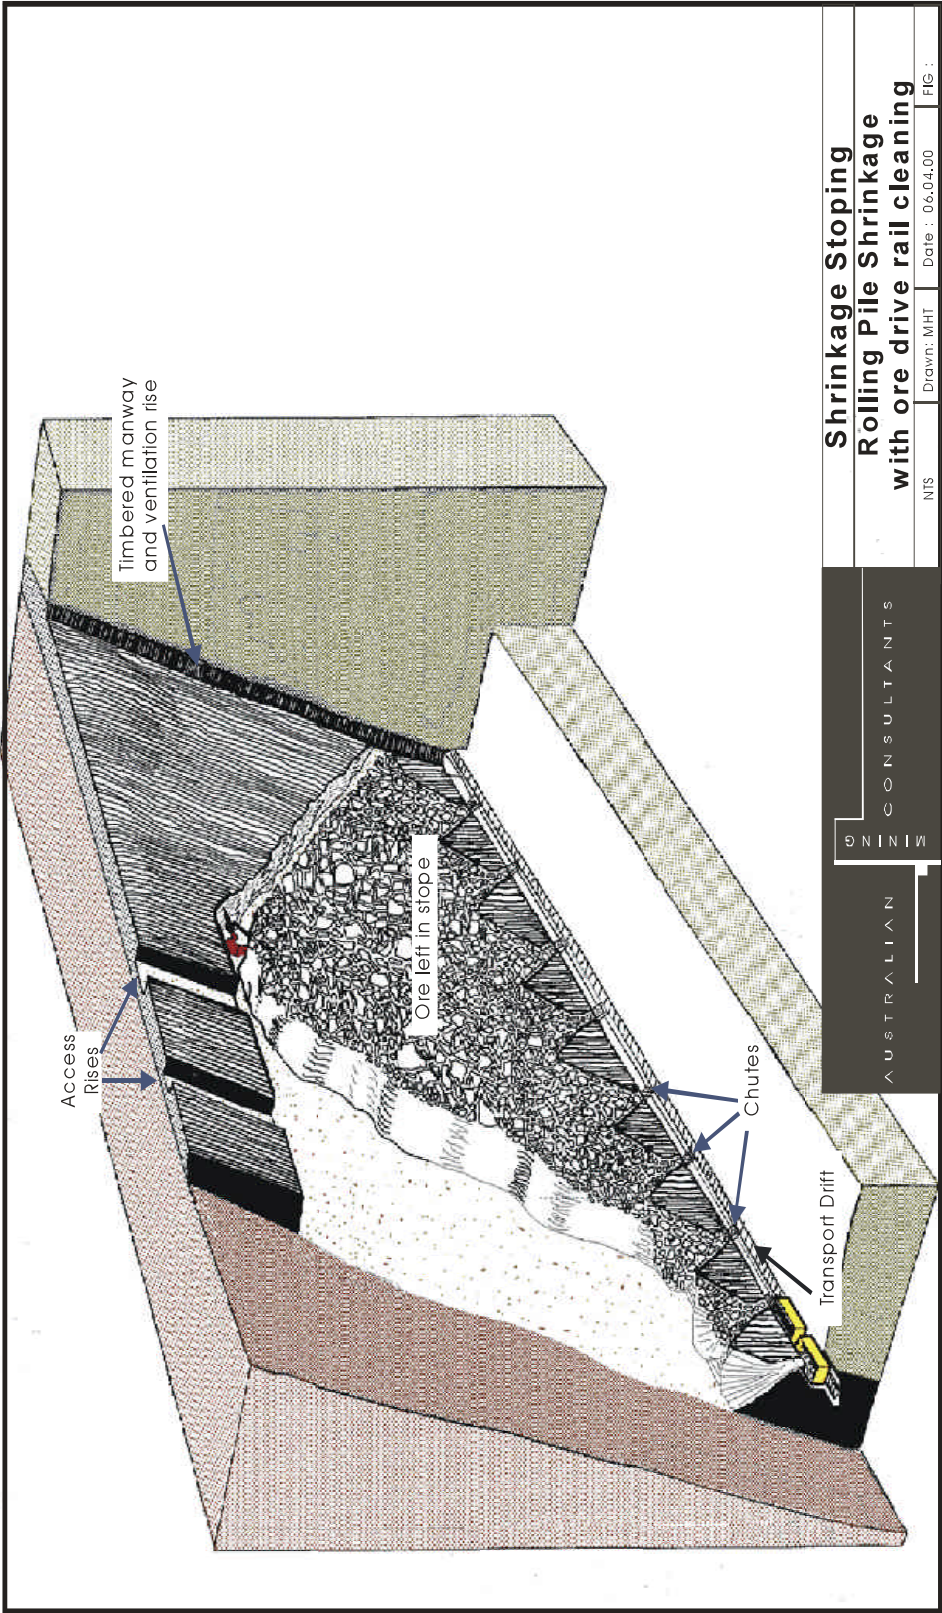 Timbered manway
and ventilation rise
Access
Rises
Ore left in stope
Chutes
Transport Drift
AUSTRALIAN
MINING
CONSULTANTS
Shrinkage Stoping
Rolling Pile Shrinkage
with ore drive rail cleaning
NTS
Drawn: MHT
Date : 06.04.00
FIG :